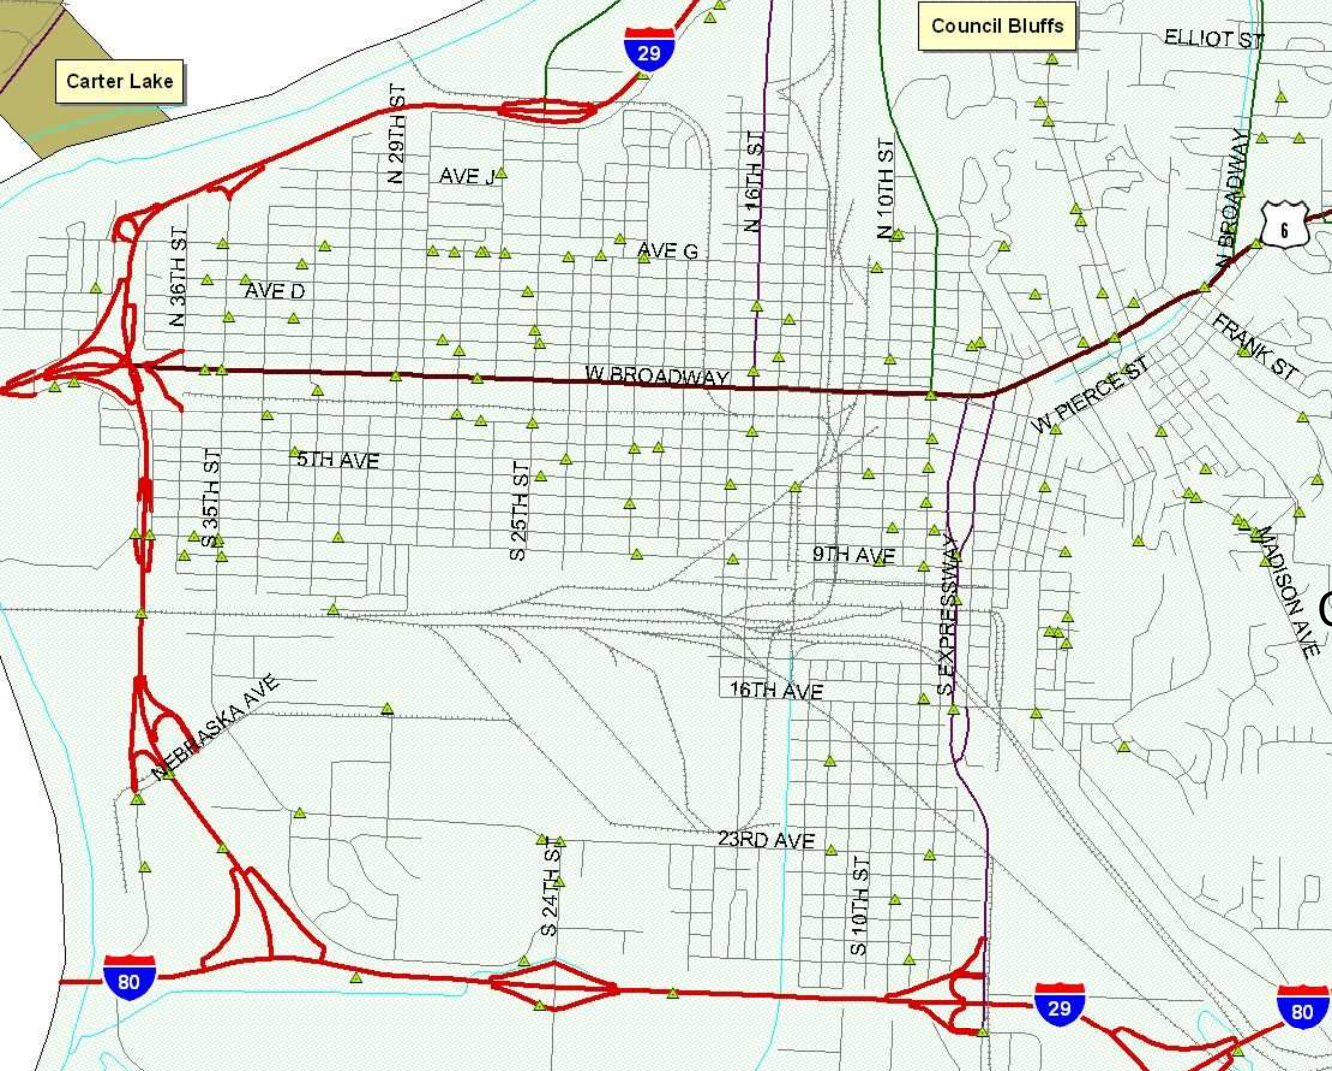 Council Bluffs
ELLIOT ST
29
Carter Lake
N 29TH ST
AVE J
N 16TH ST
N 10TH ST
N BROADWAY
6
AVE G
N 36TH ST
AVE D
W BROADWAY
FRANK ST
W PIERCE ST
5TH AVE
S 35TH ST
S 25TH ST
9TH AVE
S EXPRESSWAY
MADISON AVE
16TH AVE
NEBRASKA AVE
23RD AVE
S 24TH ST
S 10TH ST
80
29
80